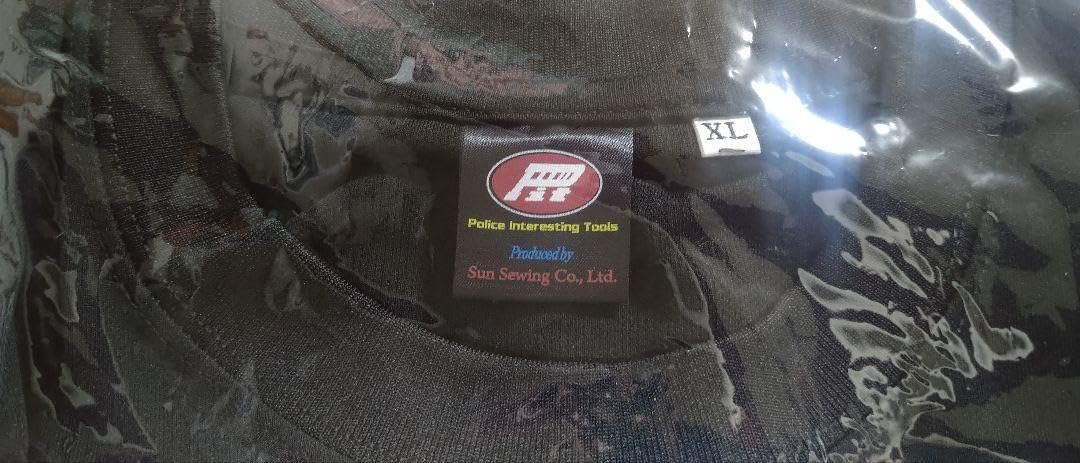 XL
PIT
Police Interesting Tools
Produced by
Sun Sewing Co., Ltd.